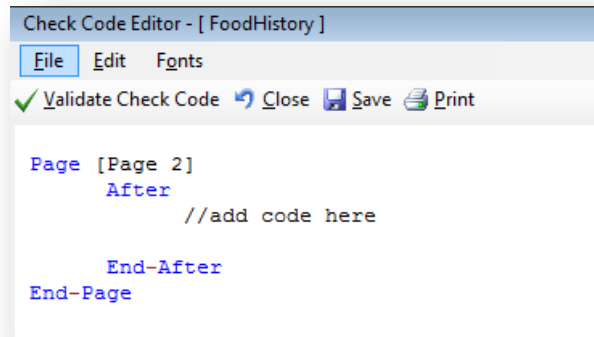 Check Code Editor - [ FoodHistory ]
File Edit Fonts
Validate Check Code Close Save Print
Page [Page 2]
After
//add code here
End-After
End-Page